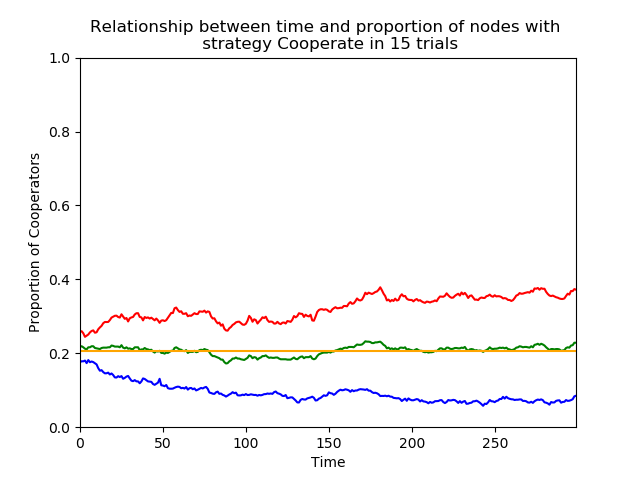 Relationship between time and proportion of nodes with
strategy Cooperate in 15 trials
1.0
0.8
0.6
0.4
0.2
0.0
Proportion of Cooperators
0 50 100 150 200 250
Time